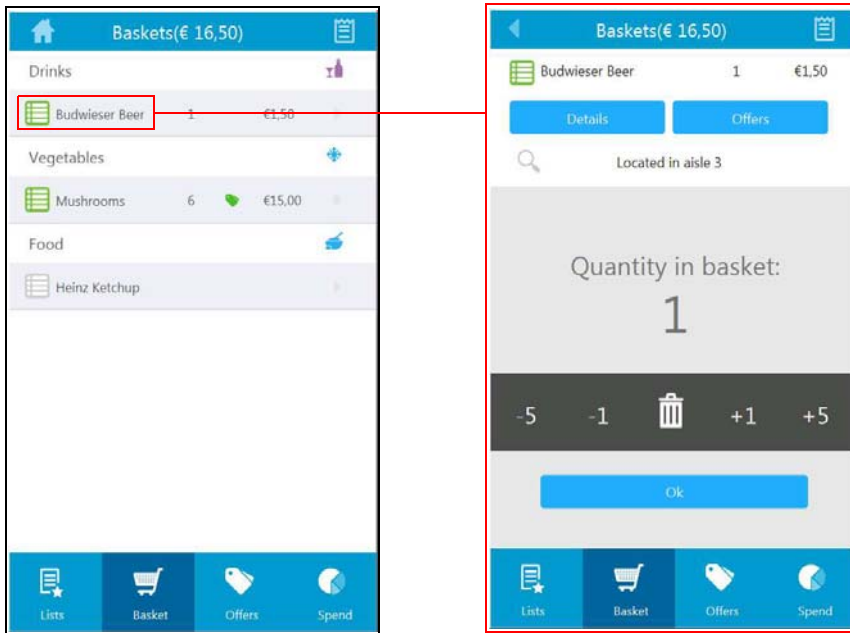 Baskets(€ 16,50)
Drinks
Budwieser Beer 1 €1,50
Vegetables
Mushrooms 6 €15,00
Food
Heinz Ketchup
Lists Basket Offers Spend
Baskets(€ 16,50)
Budwieser Beer 1 €1,50
Details Offers
Located in aisle 3
Quantity in basket:
1
-5 -1 +1 +5
Ok
Lists Basket Offers Spend